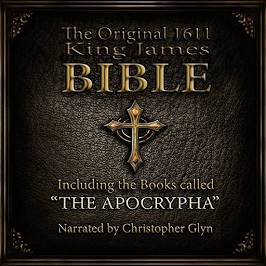 The Original 1611
King James
BIBLE
Including the Books called
“THE APOCRYPHA”
Narrated by Christopher Glyn